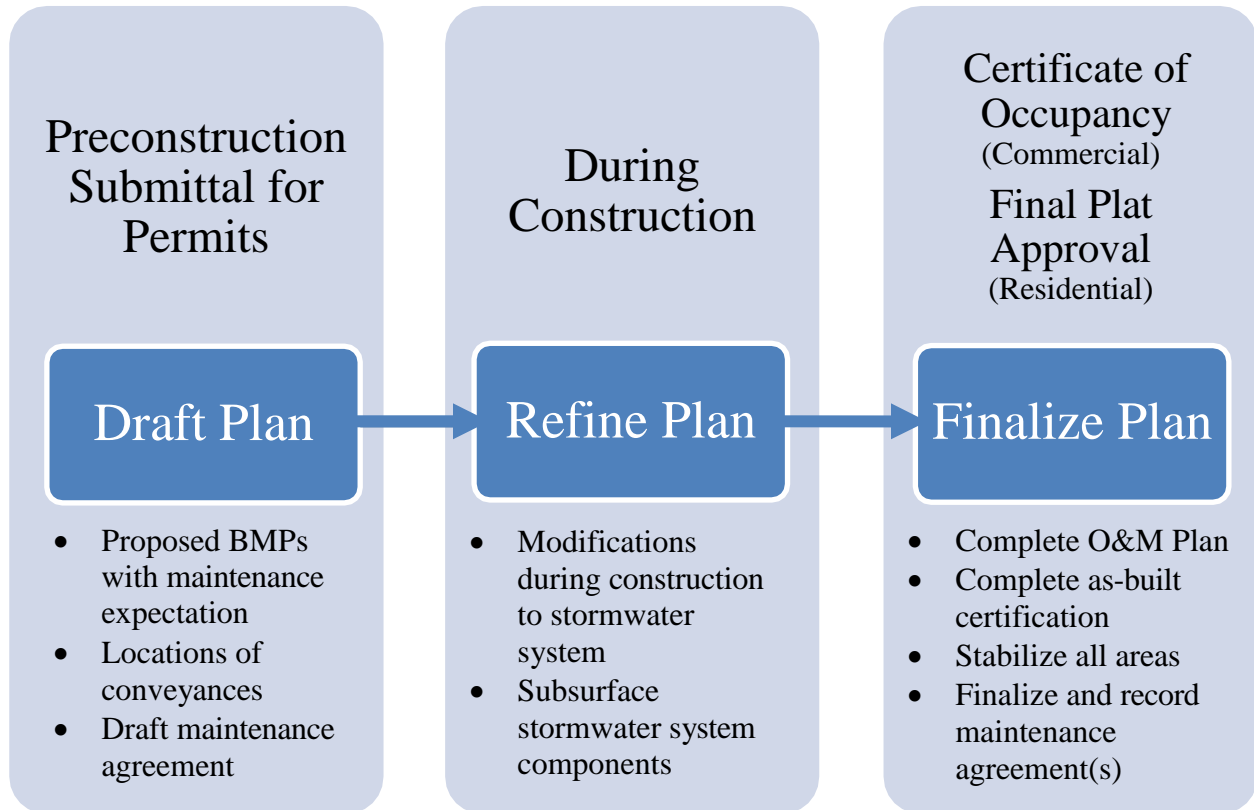 Preconstruction
Submittal for
Permits
Draft Plan
• Proposed BMPs
with maintenance
expectation
• Locations of
conveyances
• Draft maintenance
agreement
During
Construction
Refine Plan
• Modifications
during construction
to stormwater
system
• Subsurface
stormwater system
components
Certificate of
Occupancy
(Commercial)
Final Plat
Approval
(Residential)
Finalize Plan
• Complete O&M Plan
• Complete as-built
certification
• Stabilize all areas
• Finalize and record
maintenance
agreement(s)